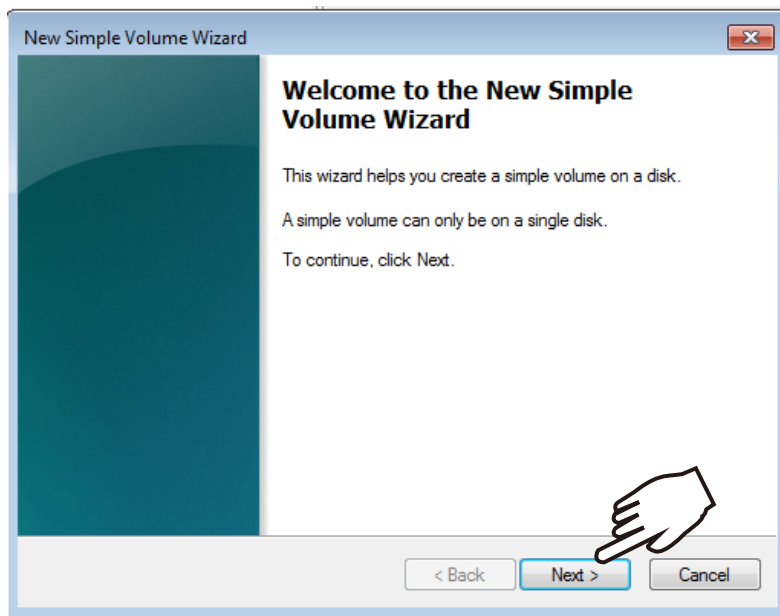 New Simple Volume Wizard
Welcome to the New Simple
Volume Wizard
This wizard helps you create a simple volume on a disk.
A simple volume can only be on a single disk.
To continue, click Next.
< Back Next > Cancel